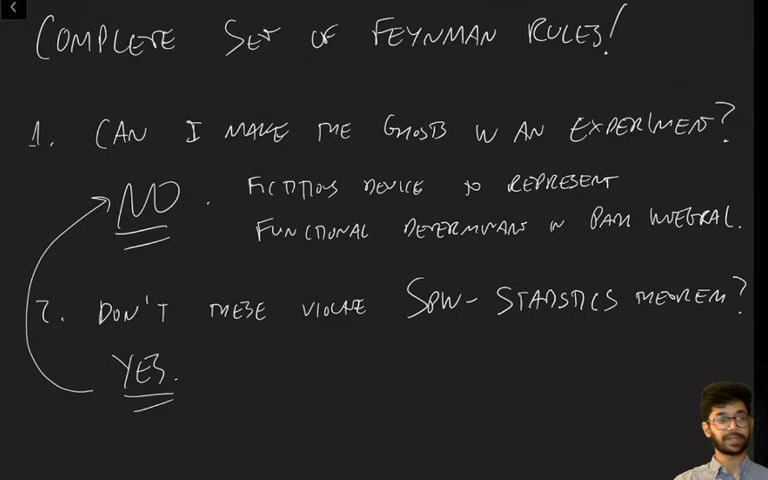 COMPLETE SET OF FEYNMAN RULES!
1. CAN I MAKE THE GHOSTS IN AN EXPERIMENT?
NO. FICTITIOUS DEVICE TO REPRESENT
FUNCTIONAL DETERMINANT IN PATH INTEGRAL.
2. DON'T THESE VIOLATE SPIN-STATISTICS THEOREM?
YES.